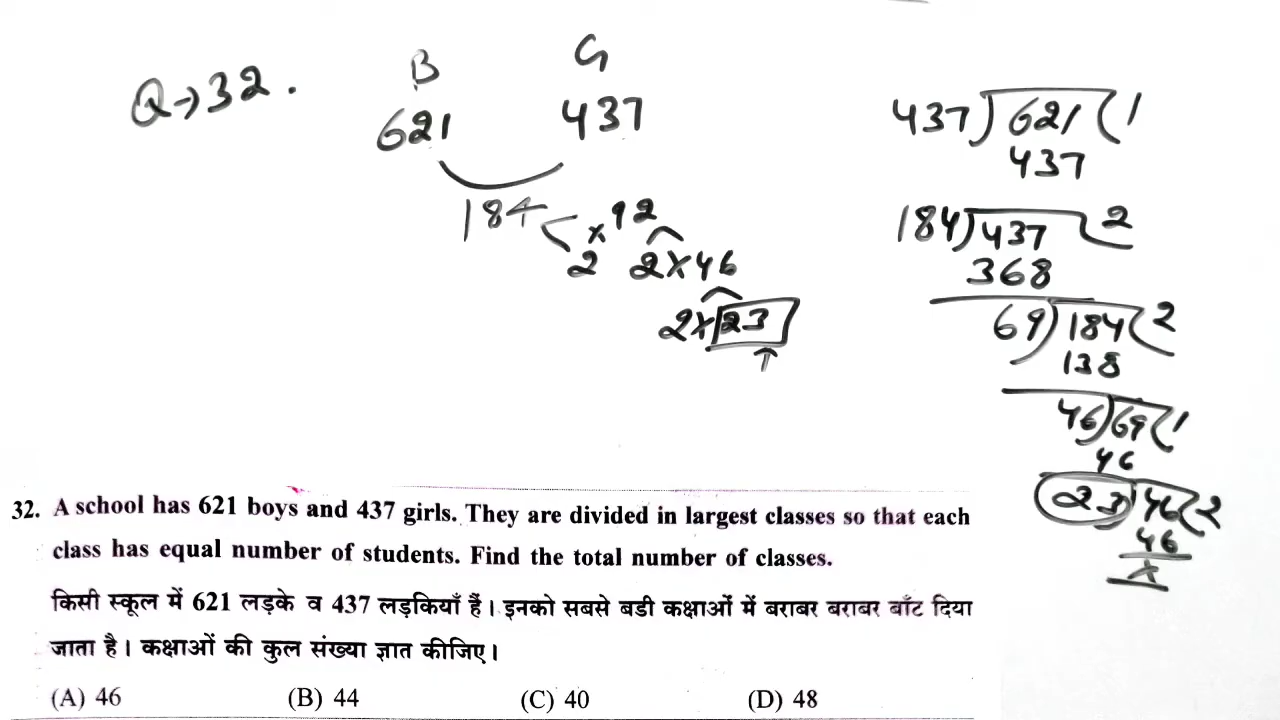 Q→32.
B G
621 437
184
2 × 92
2×46
2×23
437)621(1
437
184)437(2
368
69)184(2
138
46)69(1
46
23)46(2
46
×
32. A school has 621 boys and 437 girls. They are divided in largest classes so that each
class has equal number of students. Find the total number of classes.
किसी स्कूल में 621 लड़के व 437 लड़कियाँ हैं। इनको सबसे बडी कक्षाओं में बराबर बराबर बाँट दिया
जाता है। कक्षाओं की कुल संख्या ज्ञात कीजिए।
(A) 46 (B) 44 (C) 40 (D) 48